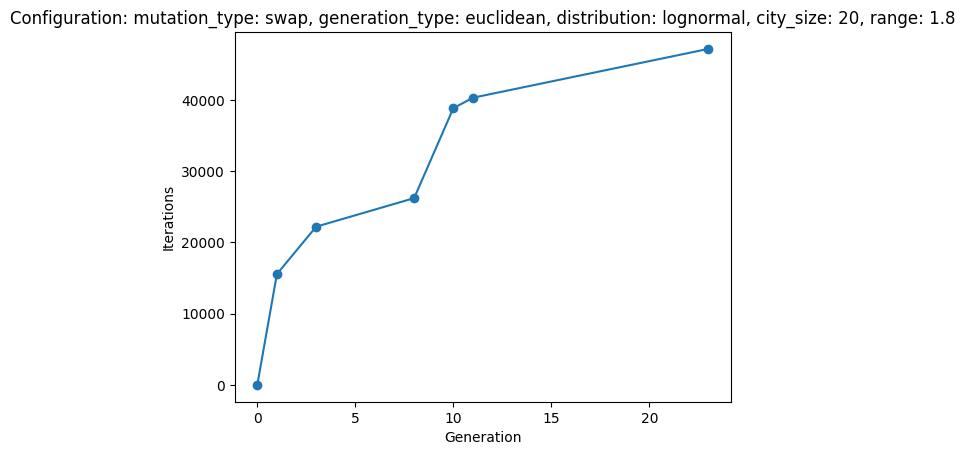 Configuration: mutation_type: swap, generation_type: euclidean, distribution: lognormal, city_size: 20, range: 1.8
40000
30000
20000
10000
0
Iterations
0 5 10 15 20
Generation